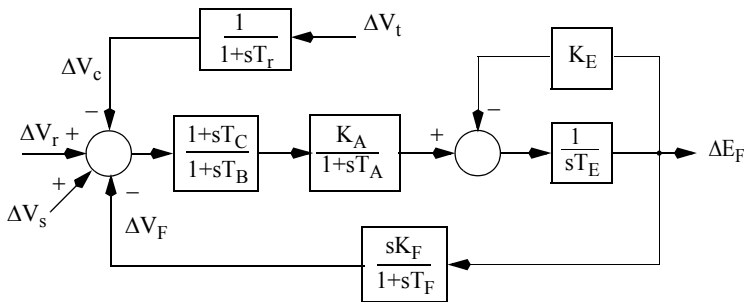 1
1+sT_r
ΔV_t
ΔV_c
K_E
−
−
ΔV_r +
1+sT_C
1+sT_B
K_A
1+sT_A
+
1
sT_E
ΔE_F
+
−
ΔV_s
ΔV_F
sK_F
1+sT_F